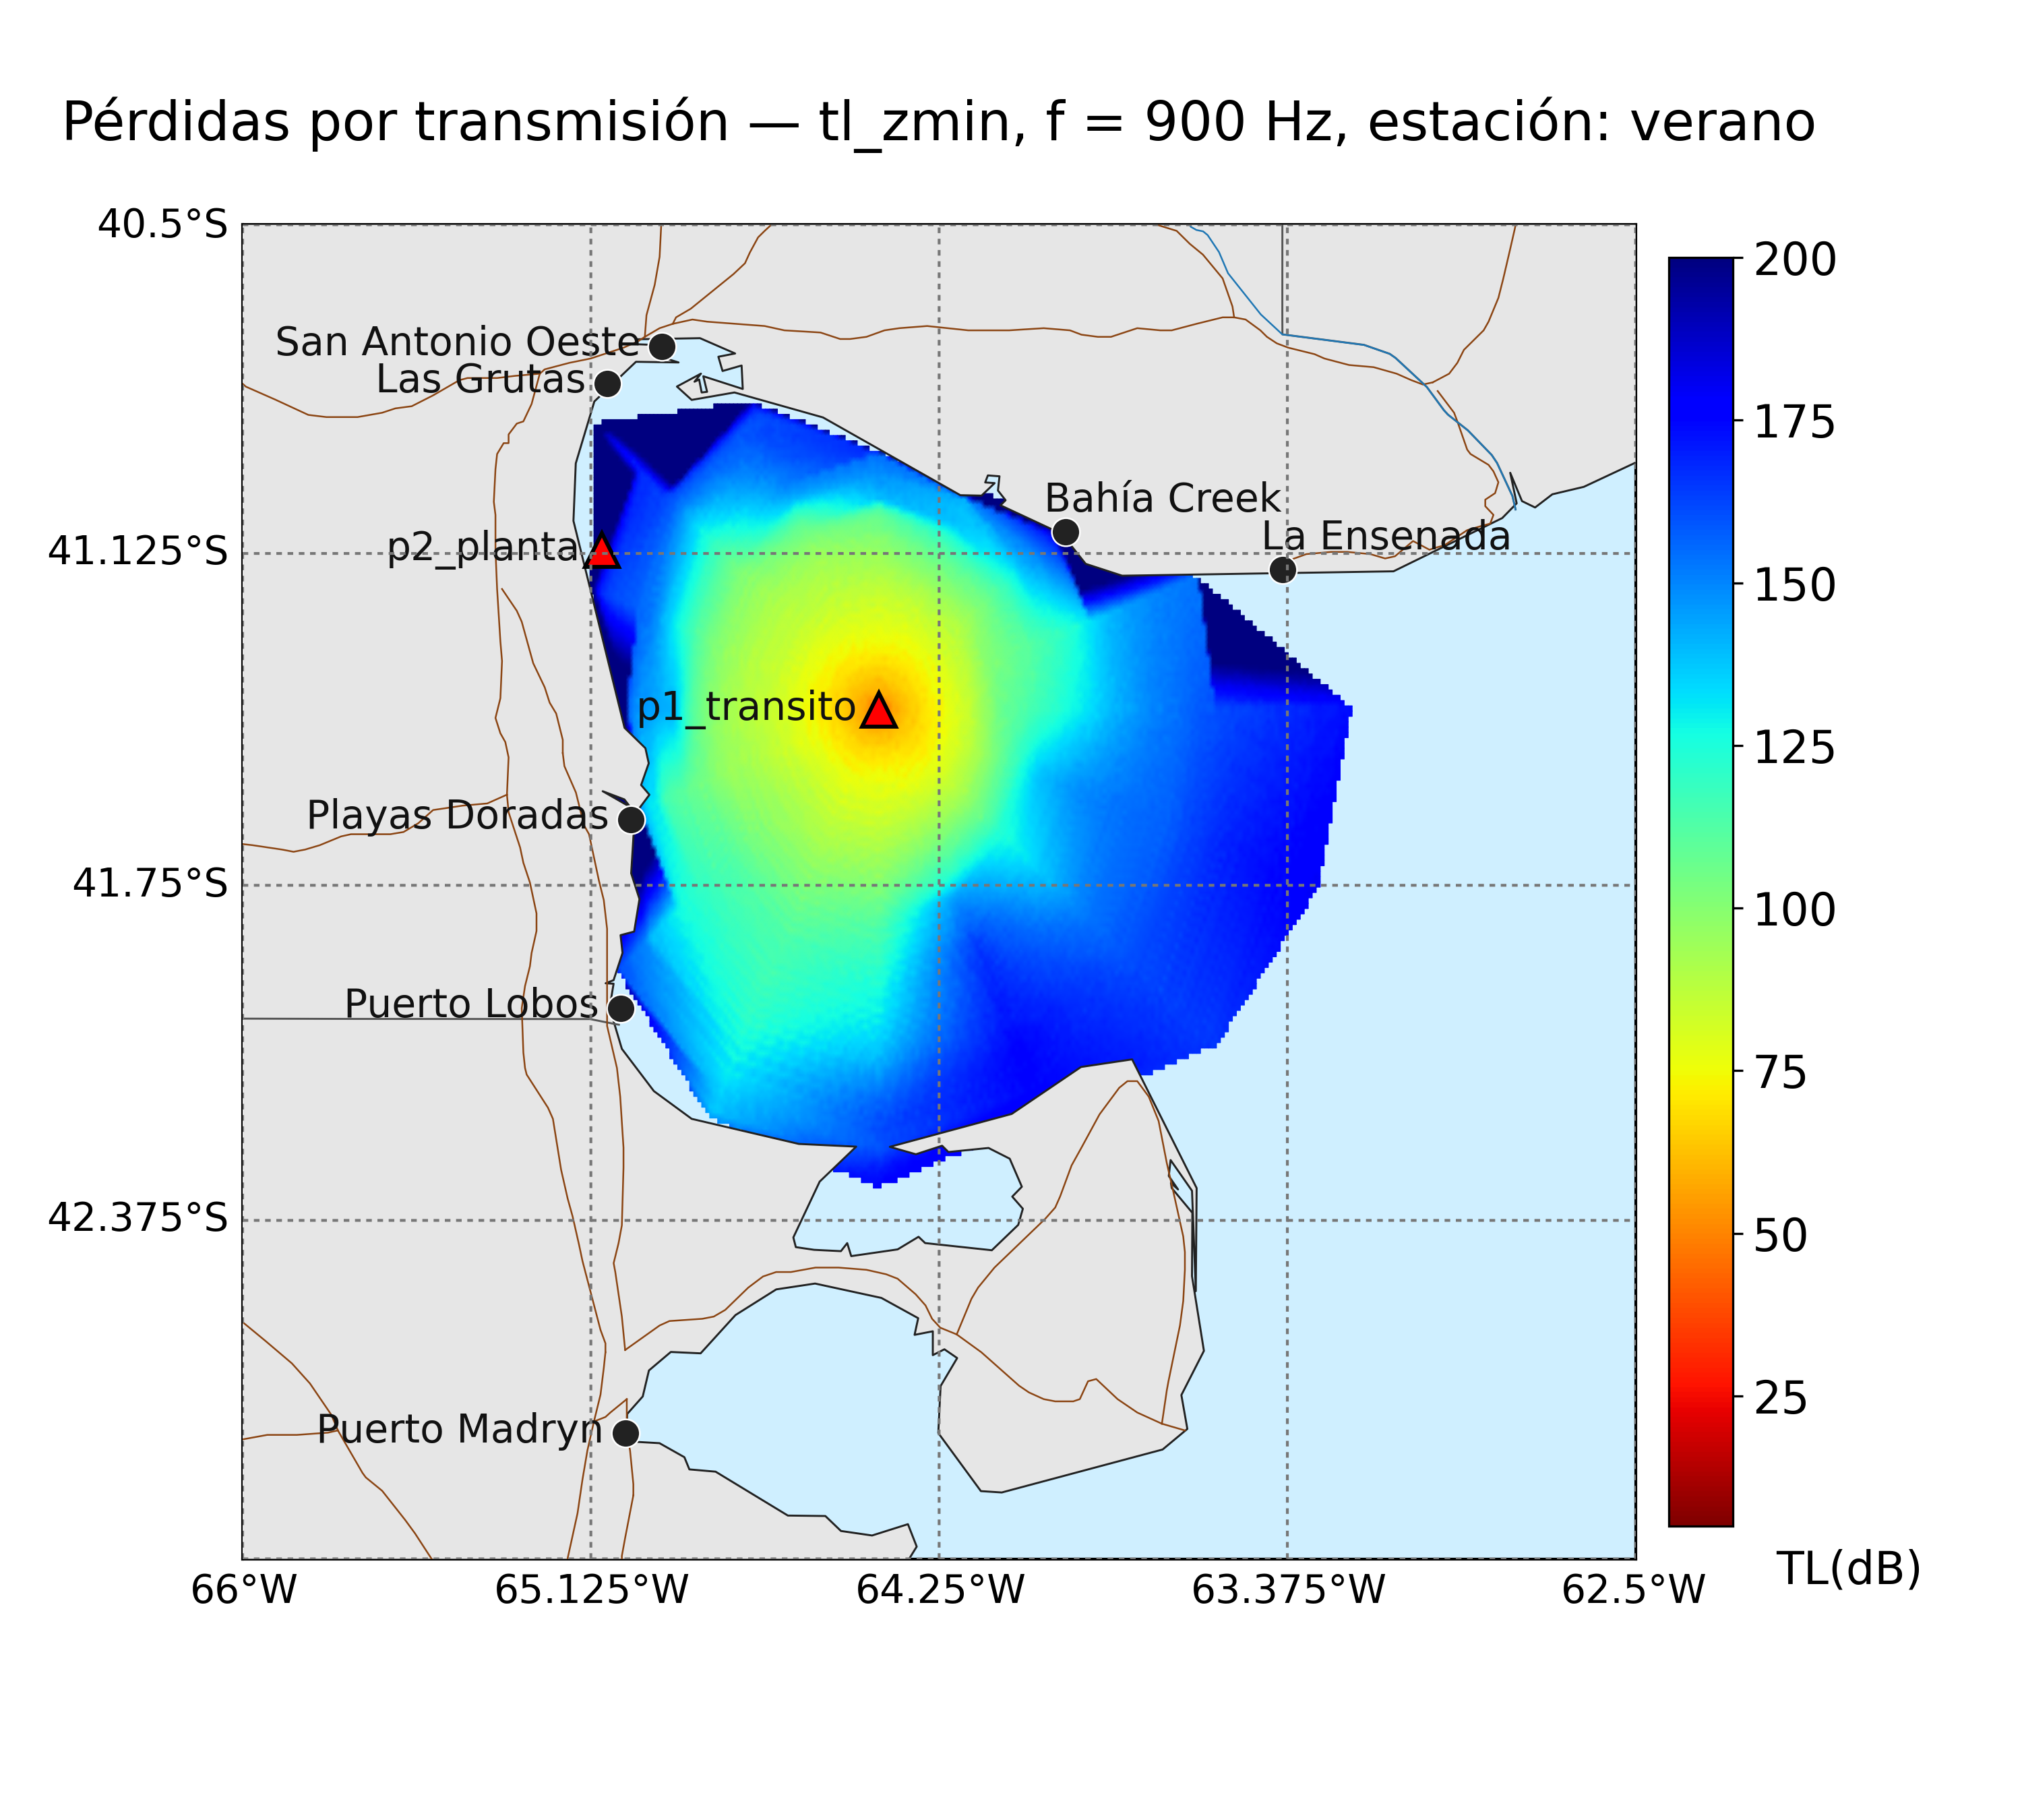 Pérdidas por transmisión — tl_zmin, f = 900 Hz, estación: verano
40.5°S
200
San Antonio Oeste
Las Grutas
175
Bahía Creek
La Ensenada
p2_planta
41.125°S
150
p1_transito
125
Playas Doradas
41.75°S
100
Puerto Lobos
75
42.375°S
50
25
Puerto Madryn
TL(dB)
66°W 65.125°W 64.25°W 63.375°W 62.5°W